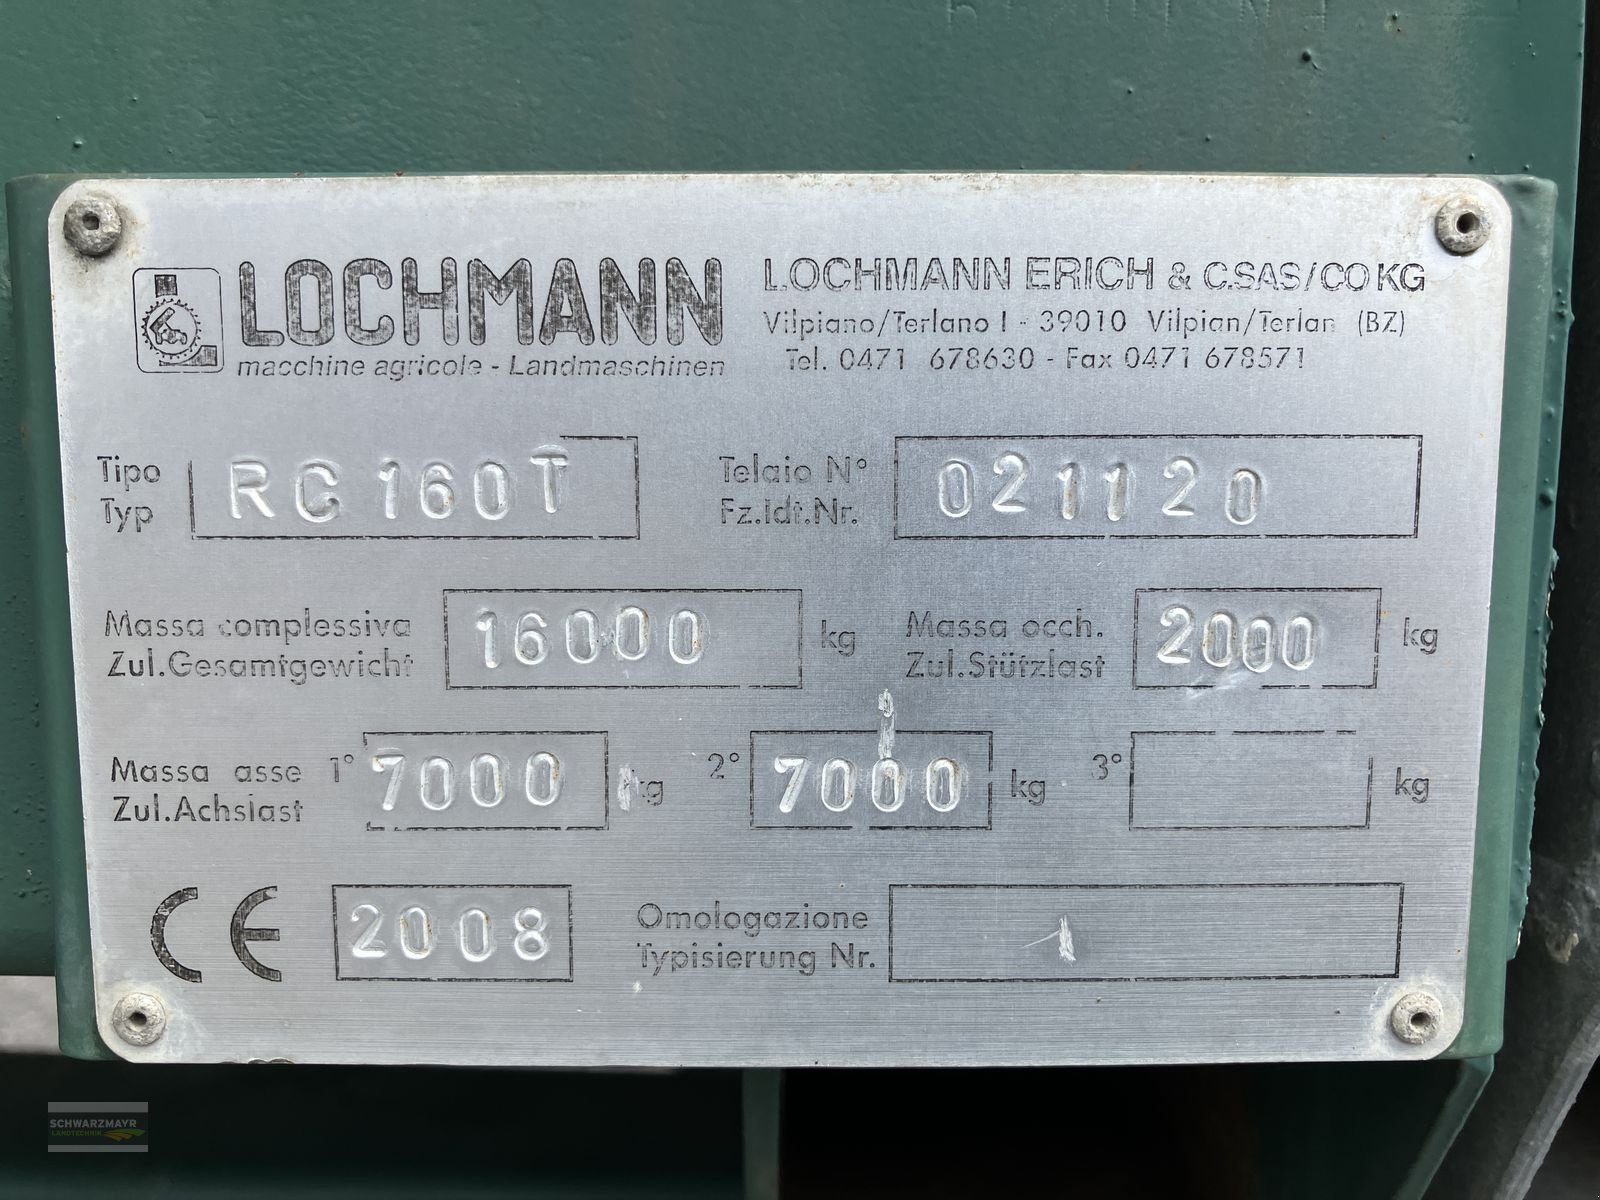 LOCHMANN
macchine agricole - Landmaschinen
LOCHMANN ERICH & C.SAS/CO KG
Vilpiano/Terlano I - 39010 Vilpian/Terlan (BZ)
Tel. 0471 678630 - Fax 0471 678571
Tipo
Typ
RC 160T
Telaio N°
Fz.Idt.Nr.
021120
Massa complessiva
Zul.Gesamtgewicht
16000 kg
Massa occh.
Zul.Stützlast
2000 kg
Massa asse
Zul.Achslast
1° 7000 kg 2° 7000 kg 3° kg
CE 2008
Omologazione
Typisierung Nr.
SCHWARZMAYR
LANDTECHNIK